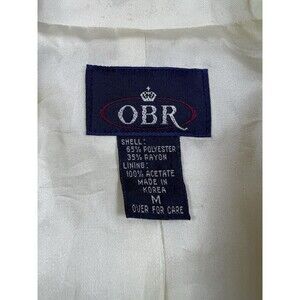 OBR
SHELL:
65% POLYESTER
35% RAYON
LINING:
100% ACETATE
MADE IN
KOREA
M
OVER FOR CARE